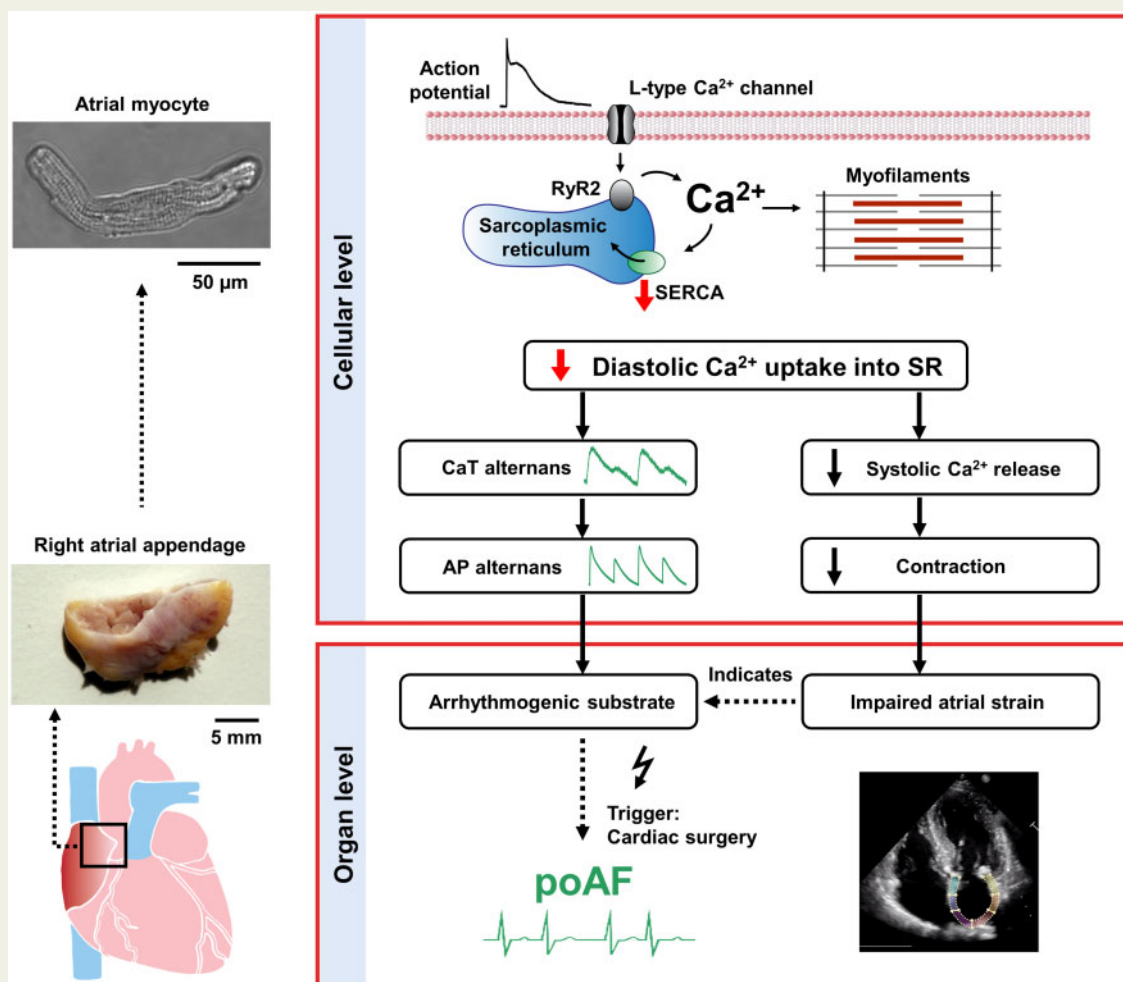 Atrial myocyte
50 µm
Right atrial appendage
5 mm
Cellular level
Action
potential
L-type Ca²⁺ channel
RyR2
Ca²⁺
Myofilaments
Sarcoplasmic
reticulum
SERCA
Diastolic Ca²⁺ uptake into SR
CaT alternans
Systolic Ca²⁺ release
AP alternans
Contraction
Organ level
Arrhythmogenic substrate
Indicates
Impaired atrial strain
Trigger:
Cardiac surgery
poAF